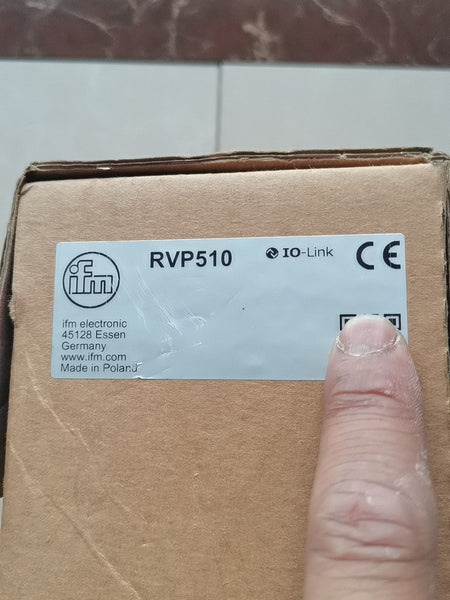 ifm
RVP510
IO-Link
CE
ifm electronic
45128 Essen
Germany
www.ifm.com
Made in Poland